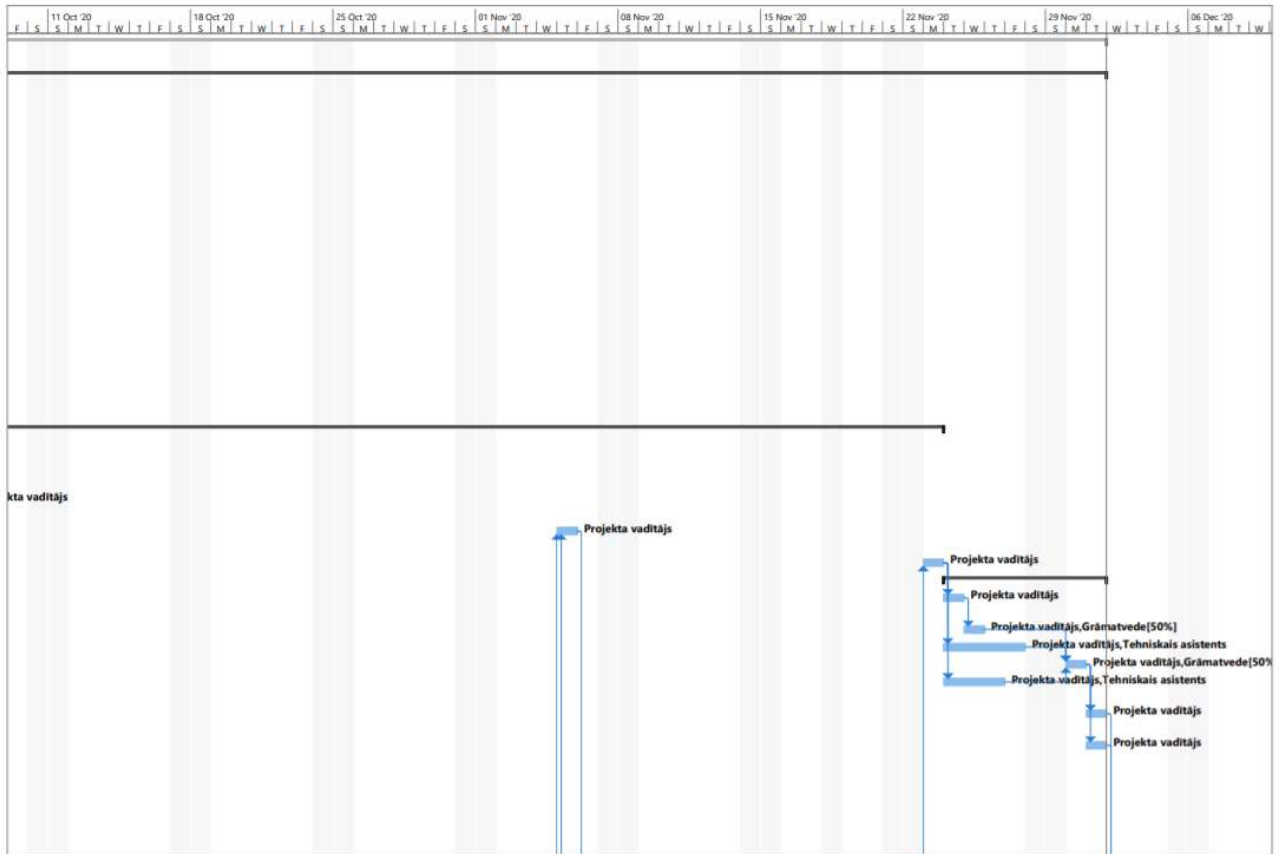 11 Oct '20 18 Oct '20 25 Oct '20 01 Nov '20 08 Nov '20 15 Nov '20 22 Nov '20 29 Nov '20 06 Dec '20
F S S M T W T F S S M T W T F S S M T W T F S S M T W T F S S M T W T F S S M T W T F S S M T W T F S S M T W T F S S M T W
kta vadītājs
Projekta vadītājs
Projekta vadītājs
Projekta vadītājs
Projekta vadītājs,Grāmatvede[50%]
Projekta vadītājs,Tehniskais asistents
Projekta vadītājs,Grāmatvede[50%
Projekta vadītājs,Tehniskais asistents
Projekta vadītājs
Projekta vadītājs